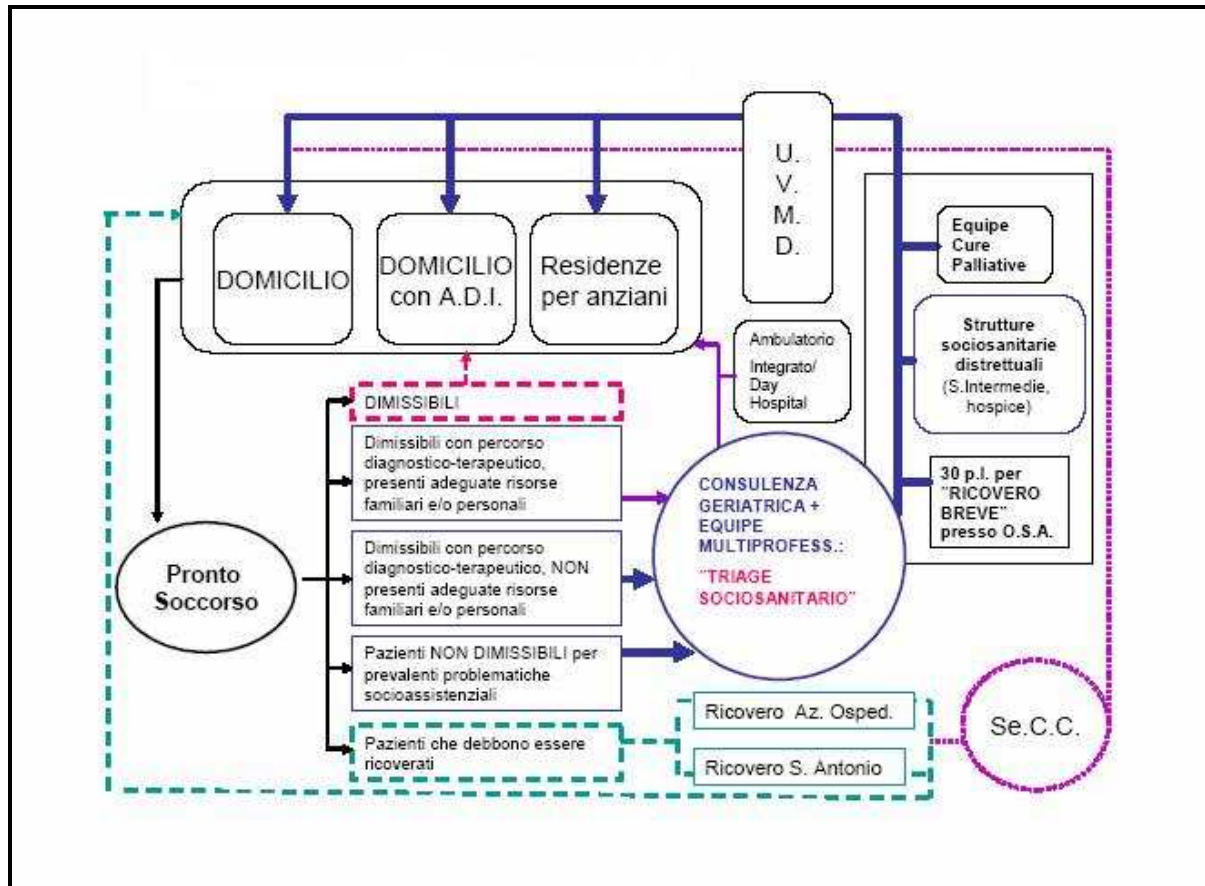 U.
V.
M.
D.
DOMICILIO
DOMICILIO
con A.D.I.
Residenze
per anziani
Equipe
Cure
Palliative
Ambulatorio
Integrato/
Day
Hospital
Strutture
sociosanitarie
distrettuali
(S.Intermedie,
hospice)
30 p.l. per
"RICOVERO
BREVE"
presso O.S.A.
DIMISSIBILI
Dimissibili con percorso
diagnostico-terapeutico,
presenti adeguate risorse
familiari e/o personali
Dimissibili con percorso
diagnostico-terapeutico, NON
presenti adeguate risorse
familiari e/o personali
Pazienti NON DIMISSIBILI per
prevalenti problematiche
socioassistenziali
Pazienti che debbono essere
ricoverati
Pronto
Soccorso
CONSULENZA
GERIATRICA +
EQUIPE
MULTIPROFESS.:
"TRIAGE
SOCIOSANITARIO"
Ricovero Az. Osped.
Ricovero S. Antonio
Se.C.C.